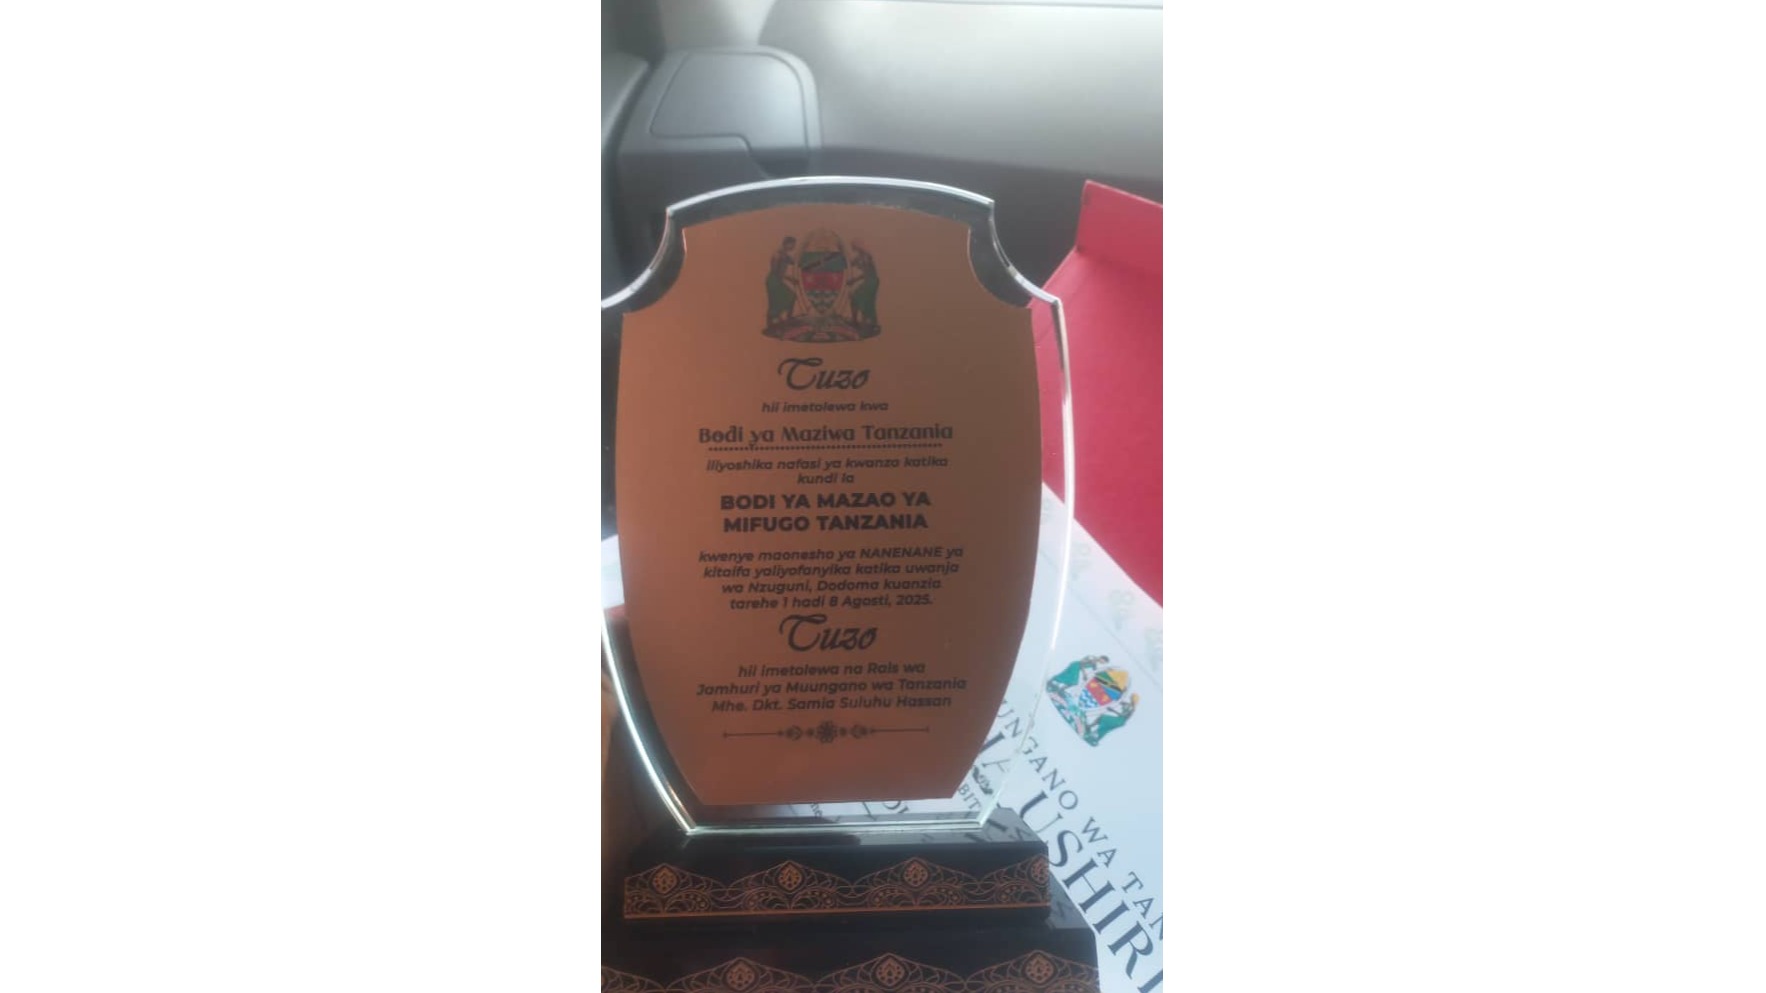 Tuzo
hii imetolewa kwa
Bodi ya Maziwa Tanzania
iliyoshika nafasi ya kwanza katika
kundi la
BODI YA MAZAO YA
MIFUGO TANZANIA
kwenye maonesho ya NANENANE ya
kitaifa yaliyofanyika katika uwanja
wa Nzuguni, Dodoma kuanzia
tarehe 1 hadi 8 Agosti, 2025.
Tuzo
hii imetolewa na Rais wa
Jamhuri ya Muungano wa Tanzania
Mhe. Dkt. Samia Suluhu Hassan
UNGANO WA TAN
USHIRI